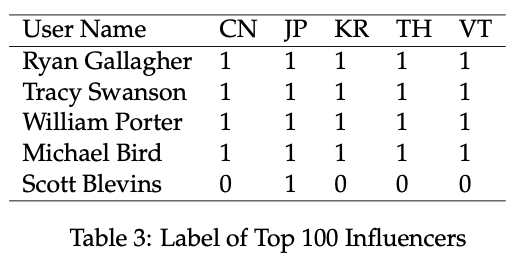 User Name CN JP KR TH VT
Ryan Gallagher 1 1 1 1 1
Tracy Swanson 1 1 1 1 1
William Porter 1 1 1 1 1
Michael Bird 1 1 1 1 1
Scott Blevins 0 1 0 0 0
Table 3: Label of Top 100 Influencers